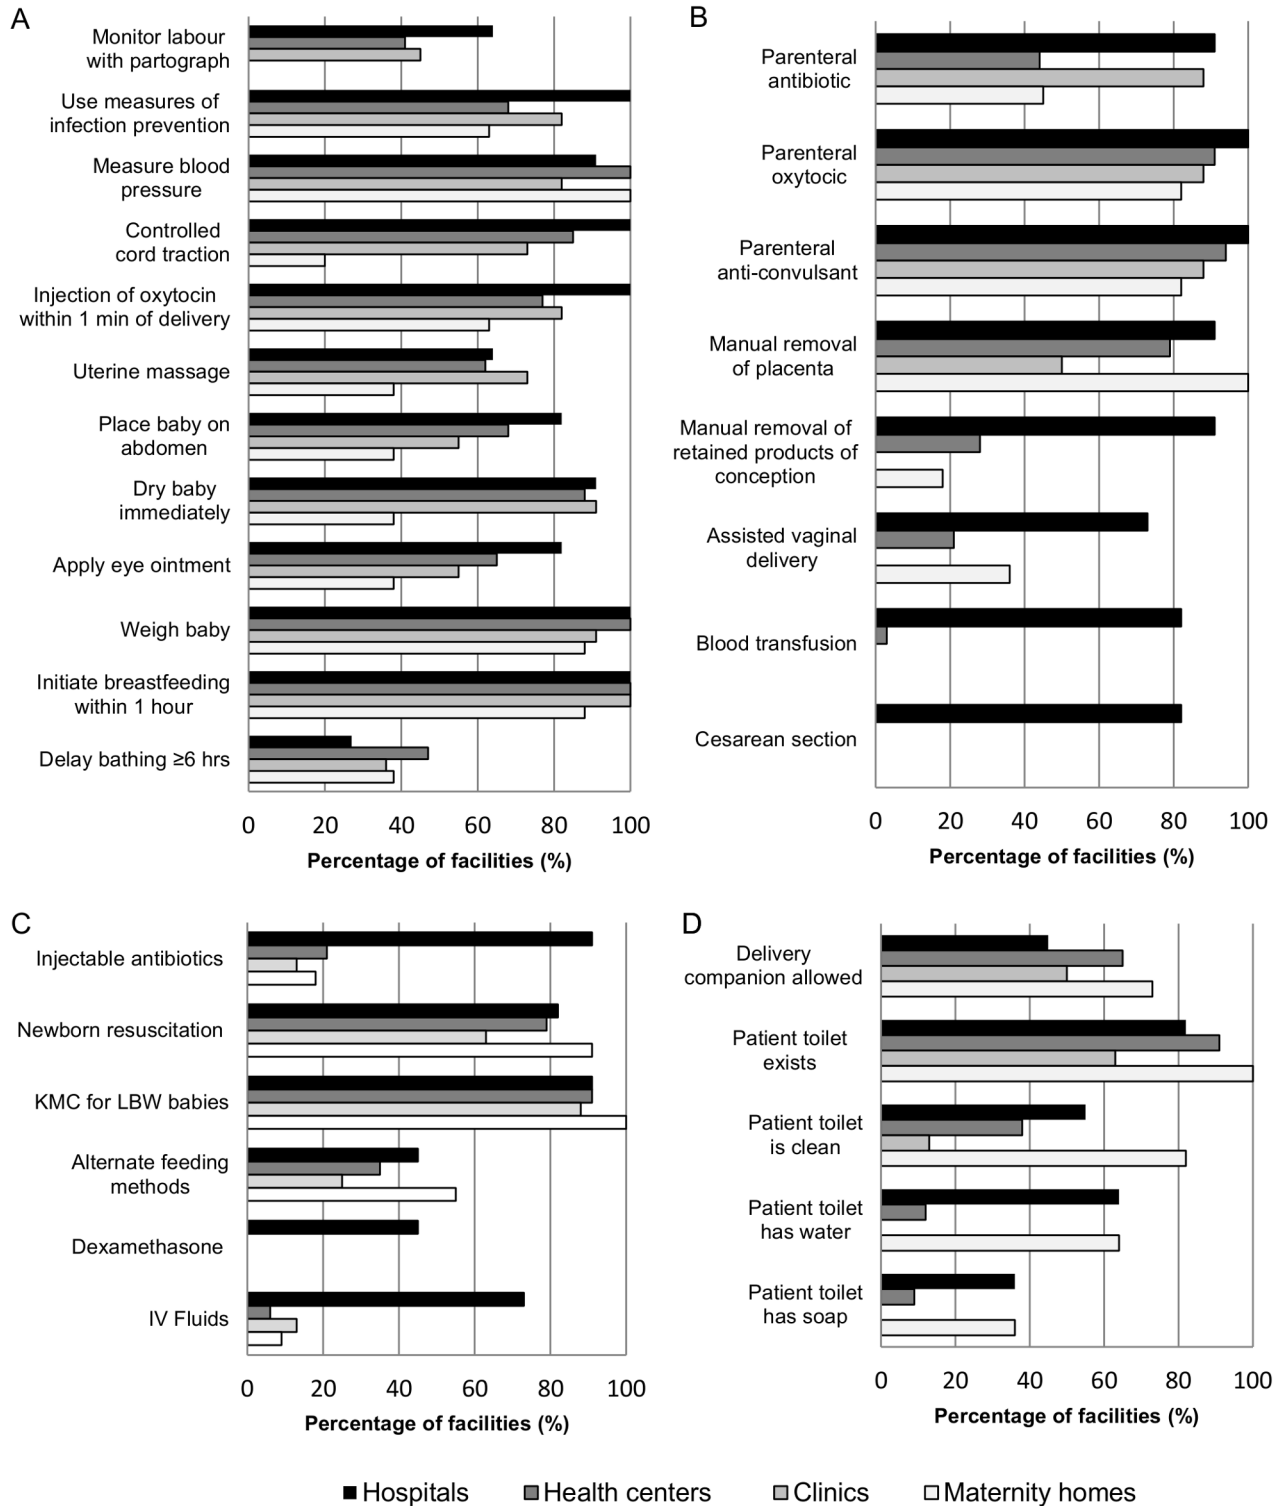 A
Monitor labour
with partograph
Use measures of
infection prevention
Measure blood
pressure
Controlled
cord traction
Injection of oxytocin
within 1 min of delivery
Uterine massage
Place baby on
abdomen
Dry baby
immediately
Apply eye ointment
Weigh baby
Initiate breastfeeding
within 1 hour
Delay bathing ≥6 hrs
0 20 40 60 80 100
Percentage of facilities (%)
B
Parenteral
antibiotic
Parenteral
oxytocic
Parenteral
anti-convulsant
Manual removal
of placenta
Manual removal of
retained products of
conception
Assisted vaginal
delivery
Blood transfusion
Cesarean section
0 20 40 60 80 100
Percentage of facilities (%)
C
Injectable antibiotics
Newborn resuscitation
KMC for LBW babies
Alternate feeding
methods
Dexamethasone
IV Fluids
0 20 40 60 80 100
Percentage of facilities (%)
D
Delivery
companion allowed
Patient toilet
exists
Patient toilet
is clean
Patient toilet
has water
Patient toilet
has soap
0 20 40 60 80 100
Percentage of facilities (%)
Hospitals Health centers Clinics Maternity homes